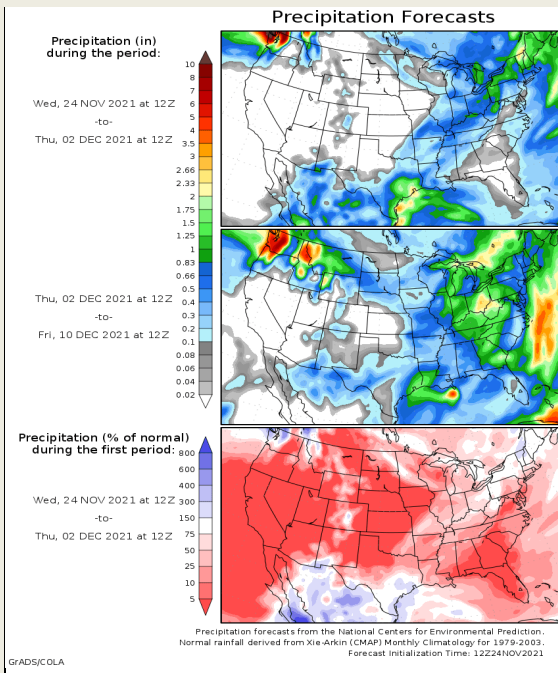 Precipitation Forecasts
Precipitation (in)
during the period:
Wed, 24 NOV 2021 at 12Z
-to-
Thu, 02 DEC 2021 at 12Z
10
8
7
6
5
4
3.5
3
2.66
2.33
2
1.75
1.5
1.25
1
0.83
0.66
0.5
0.4
0.3
0.2
0.1
0.08
0.06
0.04
0.02
Thu, 02 DEC 2021 at 12Z
-to-
Fri, 10 DEC 2021 at 12Z
Precipitation (% of normal)
during the first period:
Wed, 24 NOV 2021 at 12Z
-to-
Thu, 02 DEC 2021 at 12Z
800
600
400
300
150
75
50
25
10
5
Precipitation forecasts from the National Centers for Environmental Prediction.
Normal rainfall derived from Xie-Arkin (CMAP) Monthly Climatology for 1979-2003.
Forecast Initialization Time: 12Z24NOV2021
GrADS/COLA